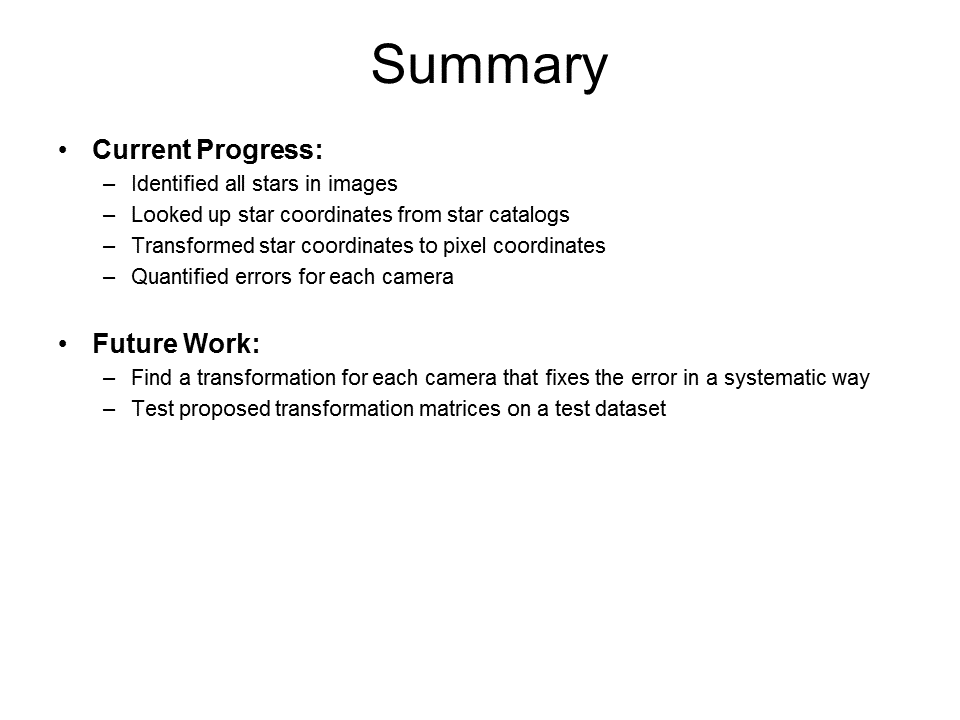 Summary
• Current Progress:
– Identified all stars in images
– Looked up star coordinates from star catalogs
– Transformed star coordinates to pixel coordinates
– Quantified errors for each camera
• Future Work:
– Find a transformation for each camera that fixes the error in a systematic way
– Test proposed transformation matrices on a test dataset